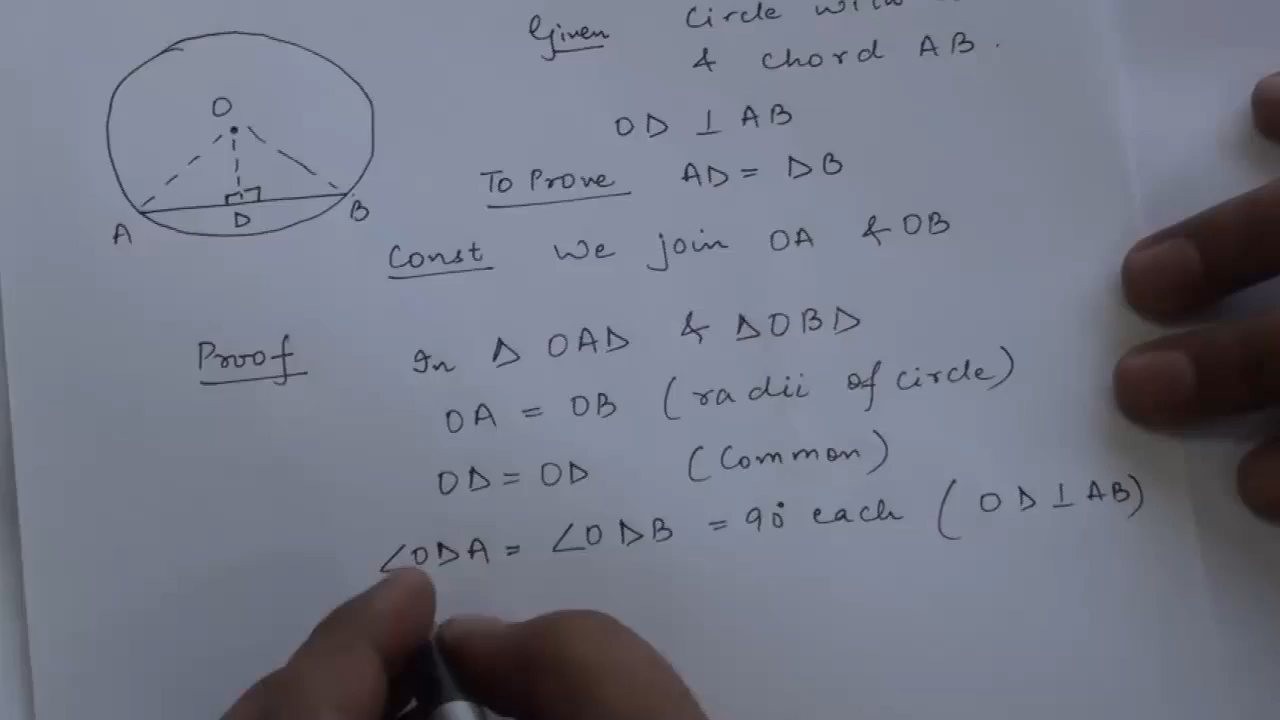 Given Circle
& chord AB.
OD ⊥ AB
To Prove AD = DB
Const We join OA & OB
Proof In Δ OAD & ΔOBD
OA = OB (radii of circle)
OD = OD (Common)
∠ODA = ∠ODB = 90° each (OD ⊥ AB)
O
A
D
B